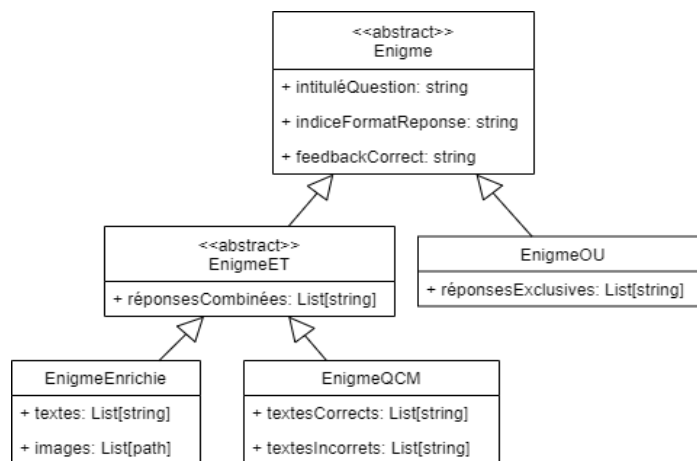 <<abstract>>
Enigme
+ intituléQuestion: string
+ indiceFormatReponse: string
+ feedbackCorrect: string
<<abstract>>
EnigmeET
+ réponsesCombinées: List[string]
EnigmeOU
+ réponsesExclusives: List[string]
EnigmeEnrichie
+ textes: List[string]
+ images: List[path]
EnigmeQCM
+ textesCorrects: List[string]
+ textesIncorrets: List[string]